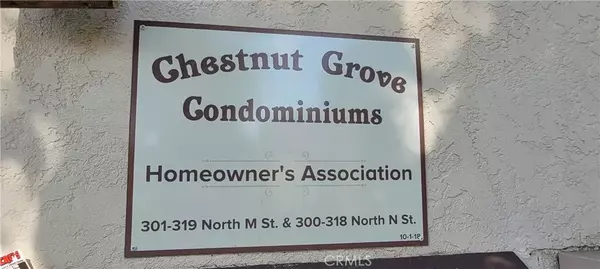 Chestnut Grove
Condominiums
Homeowner's Association
301-319 North M St. & 300-318 North N St.
10-1-18
CRMLS